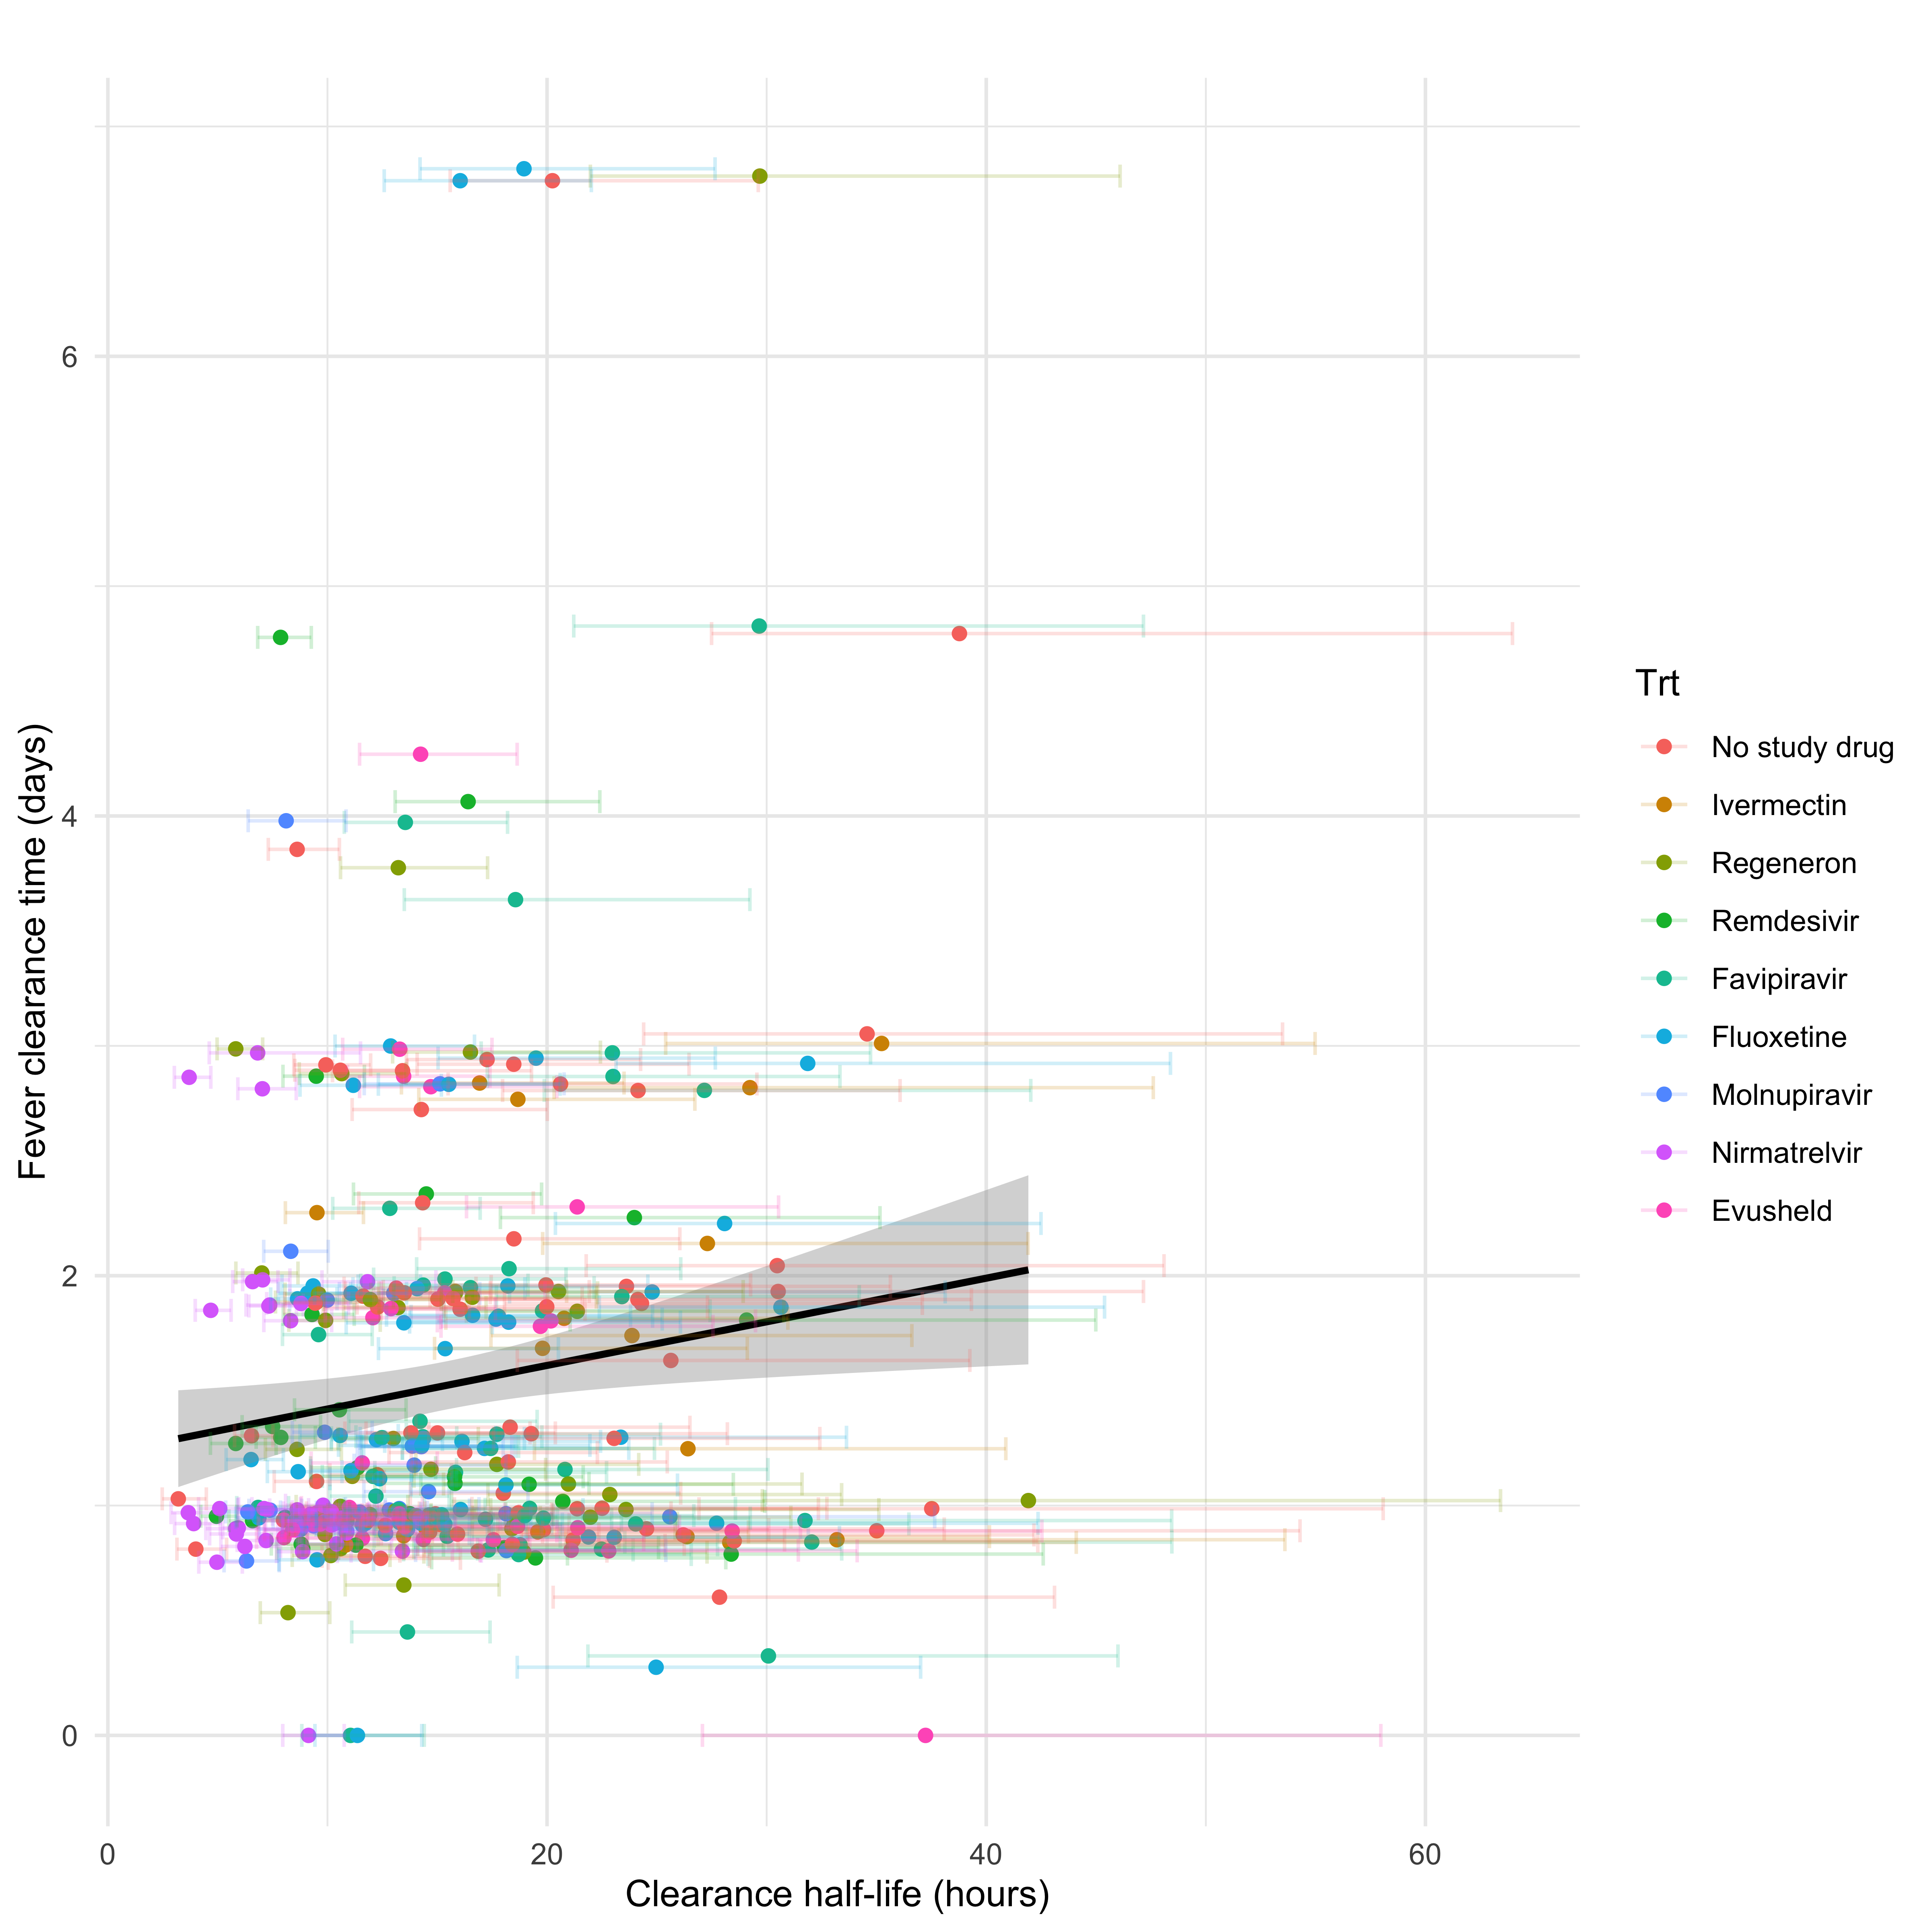 Fever clearance time (days)
6
4
2
0
0
20
40
60
Clearance half-life (hours)
Trt
No study drug
Ivermectin
Regeneron
Remdesivir
Favipiravir
Fluoxetine
Molnupiravir
Nirmatrelvir
Evusheld